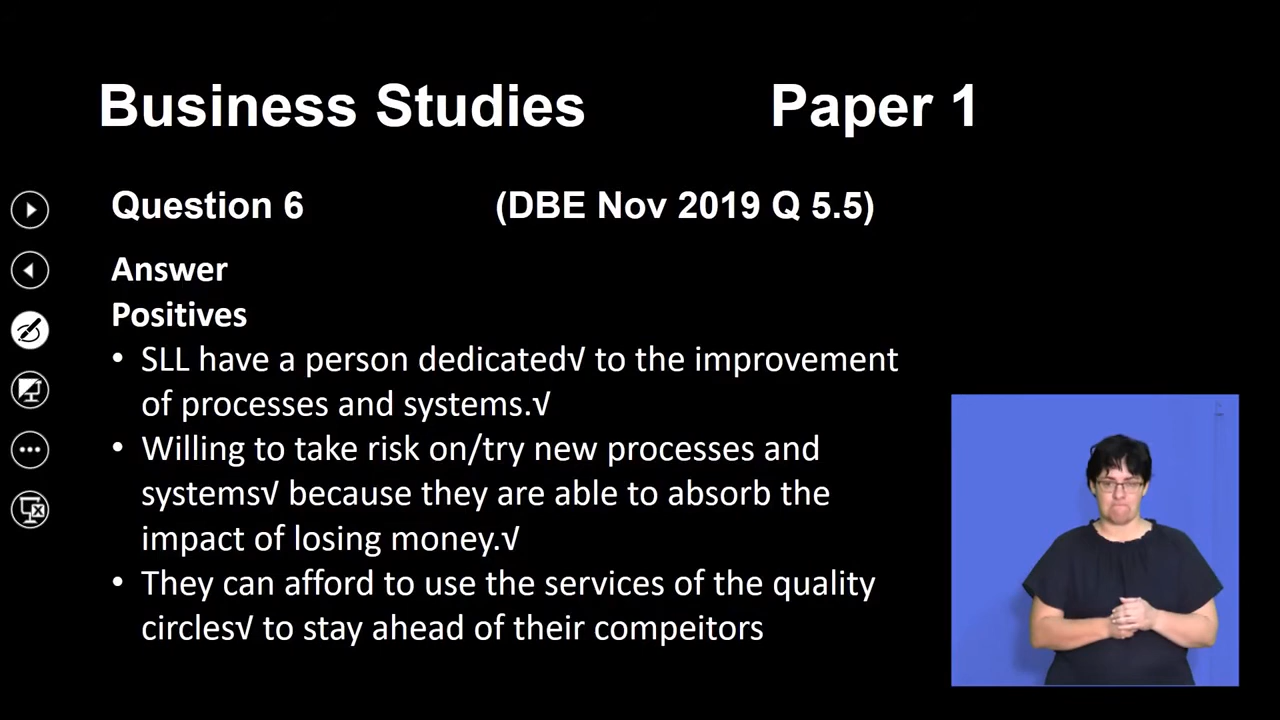 Business Studies Paper 1
Question 6 (DBE Nov 2019 Q 5.5)
Answer
Positives
• SLL have a person dedicated√ to the improvement
of processes and systems.√
• Willing to take risk on/try new processes and
systems√ because they are able to absorb the
impact of losing money.√
• They can afford to use the services of the quality
circles√ to stay ahead of their compeitors